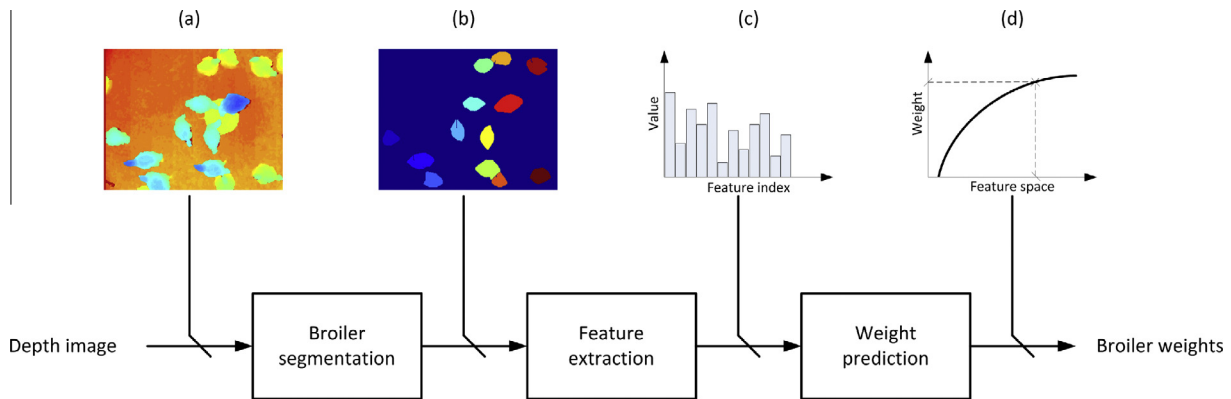 (a)
(b)
(c)
(d)
Value
Feature index
Weight
Feature space
Depth image
Broiler
segmentation
Feature
extraction
Weight
prediction
Broiler weights